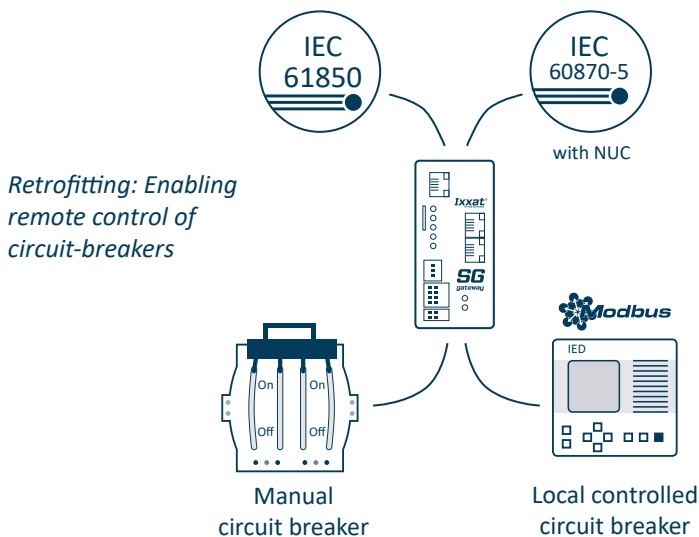 IEC
61850
IEC
60870-5
with NUC
Retrofitting: Enabling
remote control of
circuit-breakers
Ixxat
SG
gateway
Modbus
IED
On
On
Off
Off
Manual
circuit breaker
Local controlled
circuit breaker